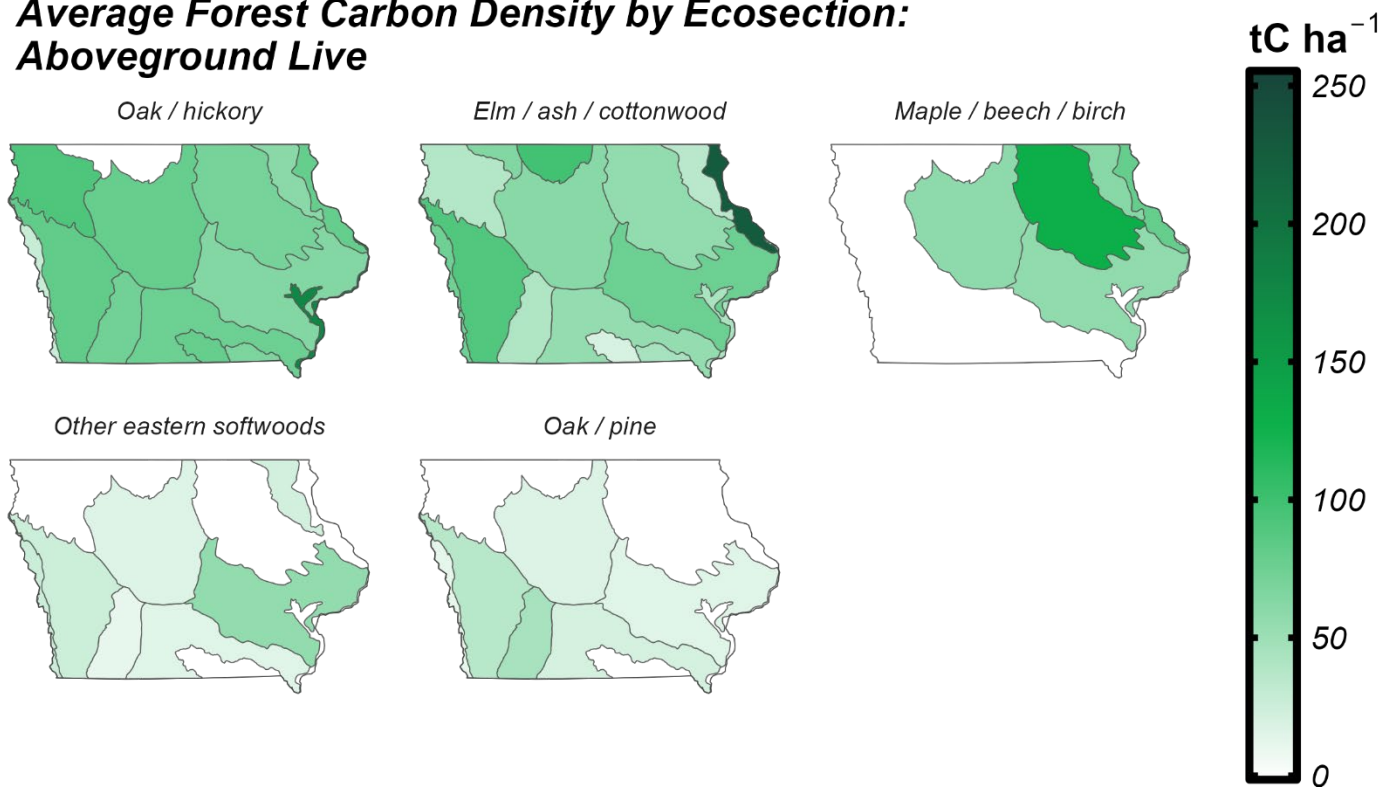 Average Forest Carbon Density by Ecosection:
Aboveground Live
tC ha⁻¹
Oak / hickory
Elm / ash / cottonwood
Maple / beech / birch
Other eastern softwoods
Oak / pine
250
200
150
100
50
0